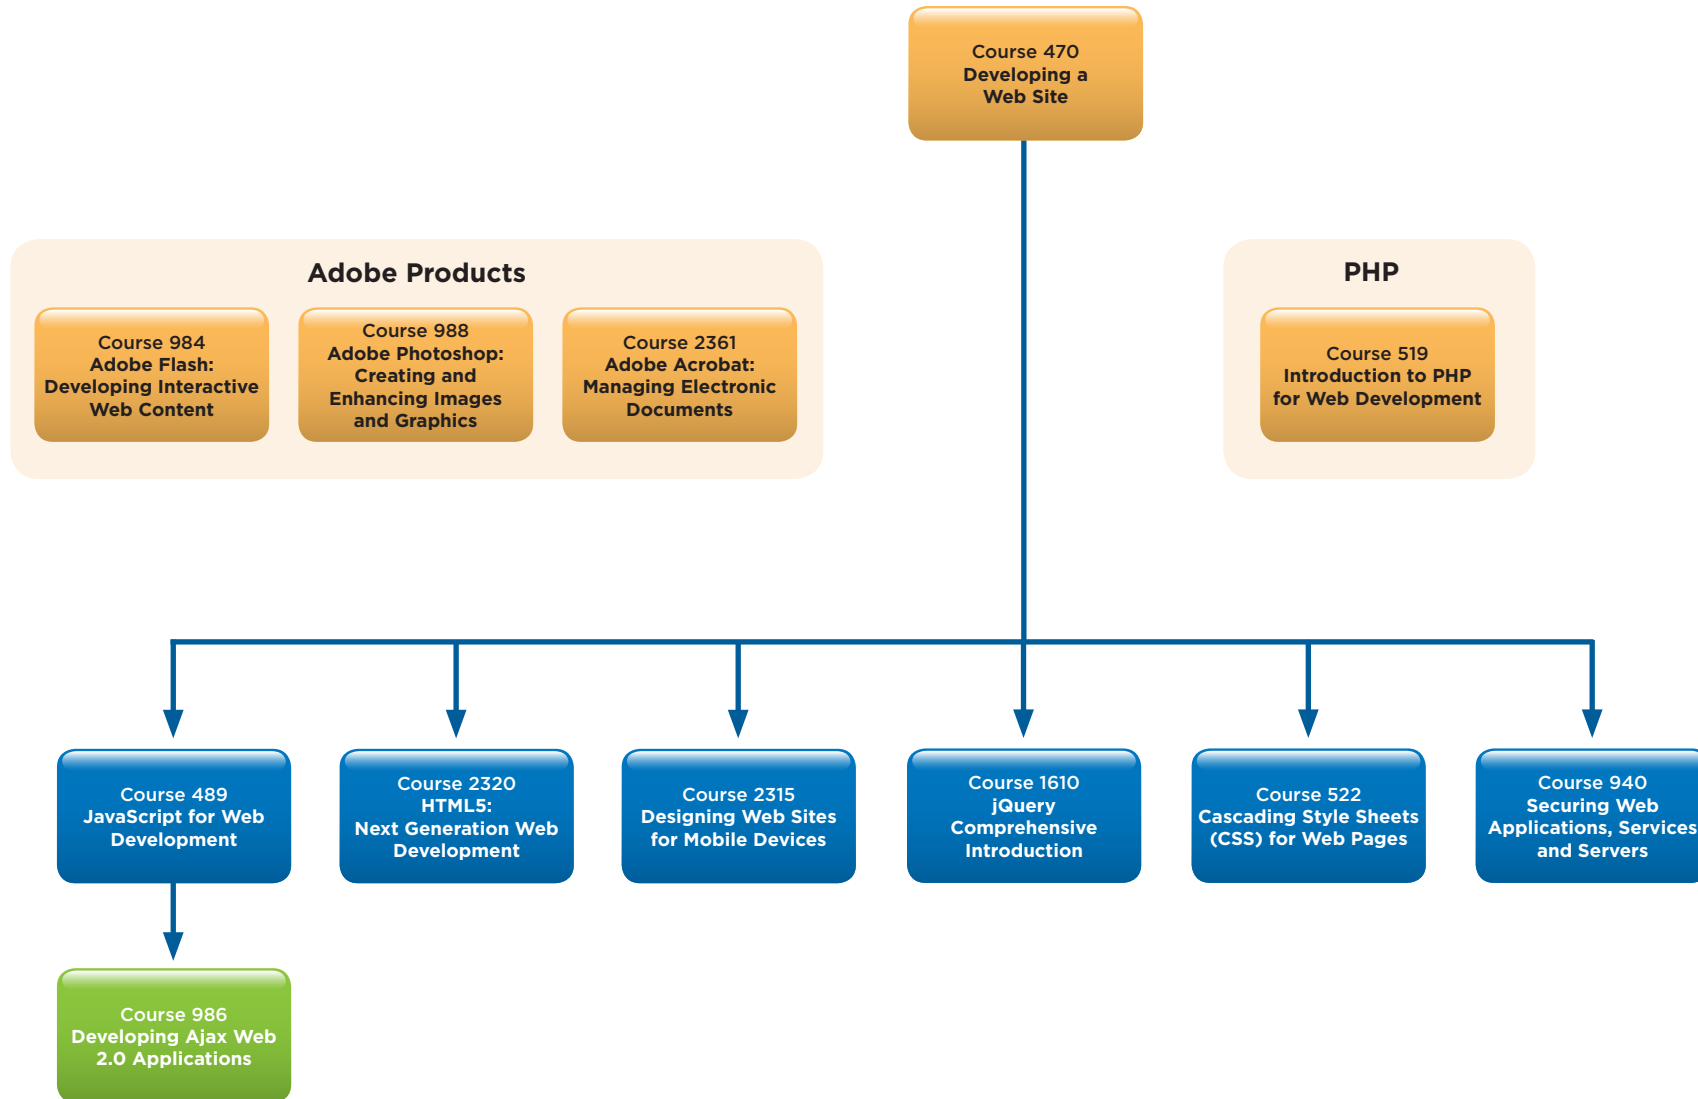 Course 470
Developing a
Web Site
Adobe Products
Course 984
Adobe Flash:
Developing Interactive
Web Content
Course 988
Adobe Photoshop:
Creating and
Enhancing Images
and Graphics
Course 2361
Adobe Acrobat:
Managing Electronic
Documents
PHP
Course 519
Introduction to PHP
for Web Development
Course 489
JavaScript for Web
Development
Course 2320
HTML5:
Next Generation Web
Development
Course 2315
Designing Web Sites
for Mobile Devices
Course 1610
jQuery
Comprehensive
Introduction
Course 522
Cascading Style Sheets
(CSS) for Web Pages
Course 940
Securing Web
Applications, Services
and Servers
Course 986
Developing Ajax Web
2.0 Applications